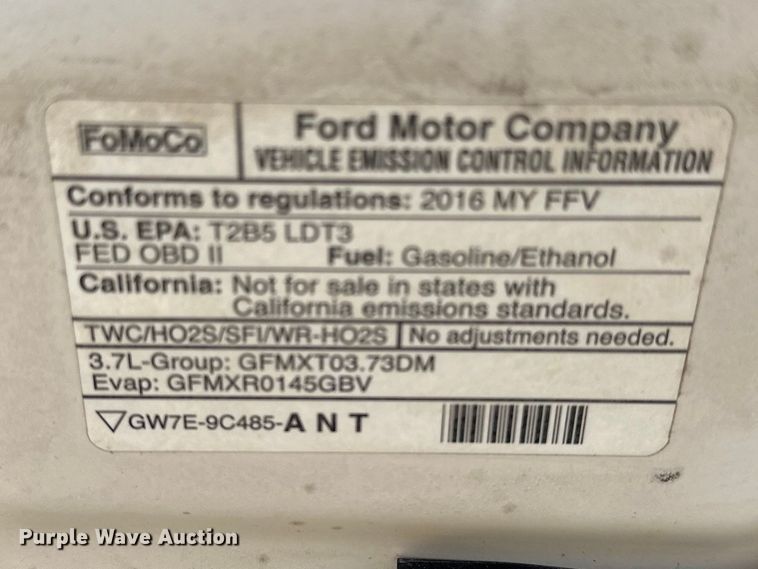 FoMoCo
Ford Motor Company
VEHICLE EMISSION CONTROL INFORMATION
Conforms to regulations: 2016 MY FFV
U.S. EPA: T2B5 LDT3
FED OBD II Fuel: Gasoline/Ethanol
California: Not for sale in states with
California emissions standards.
TWC/HO2S/SFI/WR-HO2S No adjustments needed.
3.7L-Group: GFMXT03.73DM
Evap: GFMXR0145GBV
GW7E-9C485-A N T
Purple Wave Auction